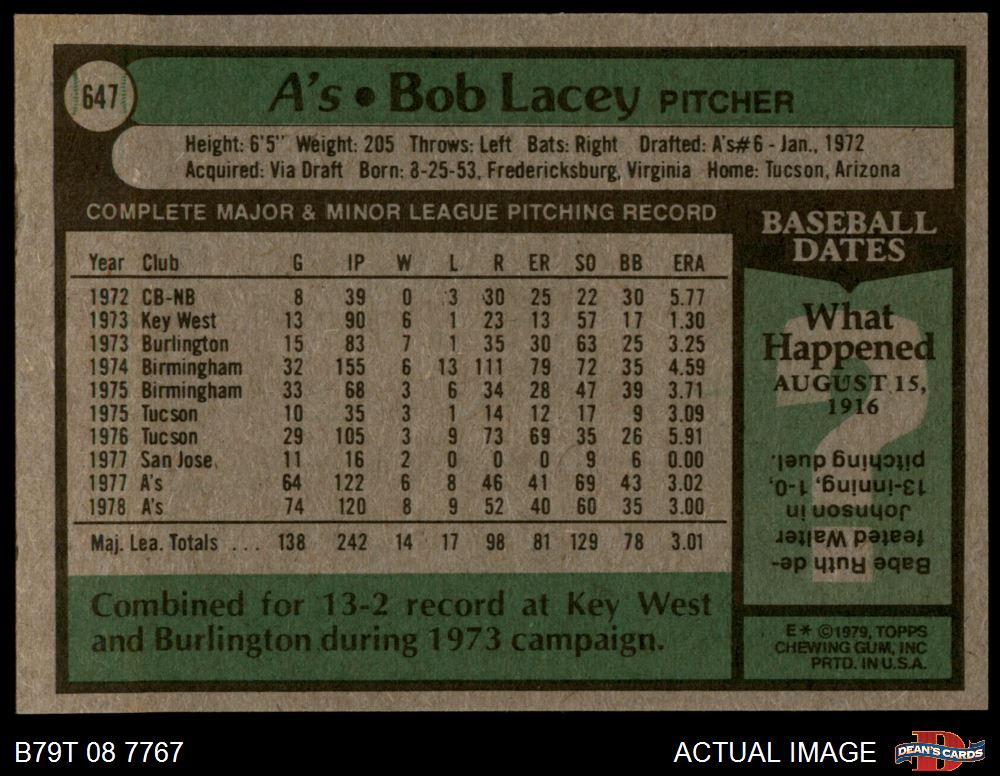 647
A's • Bob Lacey PITCHER
Height: 6'5" Weight: 205 Throws: Left Bats: Right Drafted: A's#6 - Jan., 1972
Acquired: Via Draft Born: 8-25-53, Fredericksburg, Virginia Home: Tucson, Arizona
COMPLETE MAJOR & MINOR LEAGUE PITCHING RECORD
Year Club G IP W L R ER SO BB ERA
1972 CB-NB 8 39 0 3 30 25 22 30 5.77
1973 Key West 13 90 6 1 23 13 57 17 1.30
1973 Burlington 15 83 7 1 35 30 63 25 3.25
1974 Birmingham 32 155 6 13 111 79 72 35 4.59
1975 Birmingham 33 68 3 6 34 28 47 39 3.71
1975 Tucson 10 35 3 1 14 12 17 9 3.09
1976 Tucson 29 105 3 9 73 69 35 26 5.91
1977 San Jose 11 16 2 0 0 0 9 6 0.00
1977 A's 64 122 6 8 46 41 69 43 3.02
1978 A's 74 120 8 9 52 40 60 35 3.00
Maj. Lea. Totals ... 138 242 14 17 98 81 129 78 3.01
Combined for 13-2 record at Key West
and Burlington during 1973 campaign.
BASEBALL
DATES
What
Happened
AUGUST 15,
1916
?
Babe Ruth de-
feated Walter
Johnson in
13-inning, 1-0,
pitching duel.
E* ©1979, TOPPS
CHEWING GUM, INC
PRTD. IN U.S.A.
B79T 08 7767
ACTUAL IMAGE
D
DEAN'S CARDS